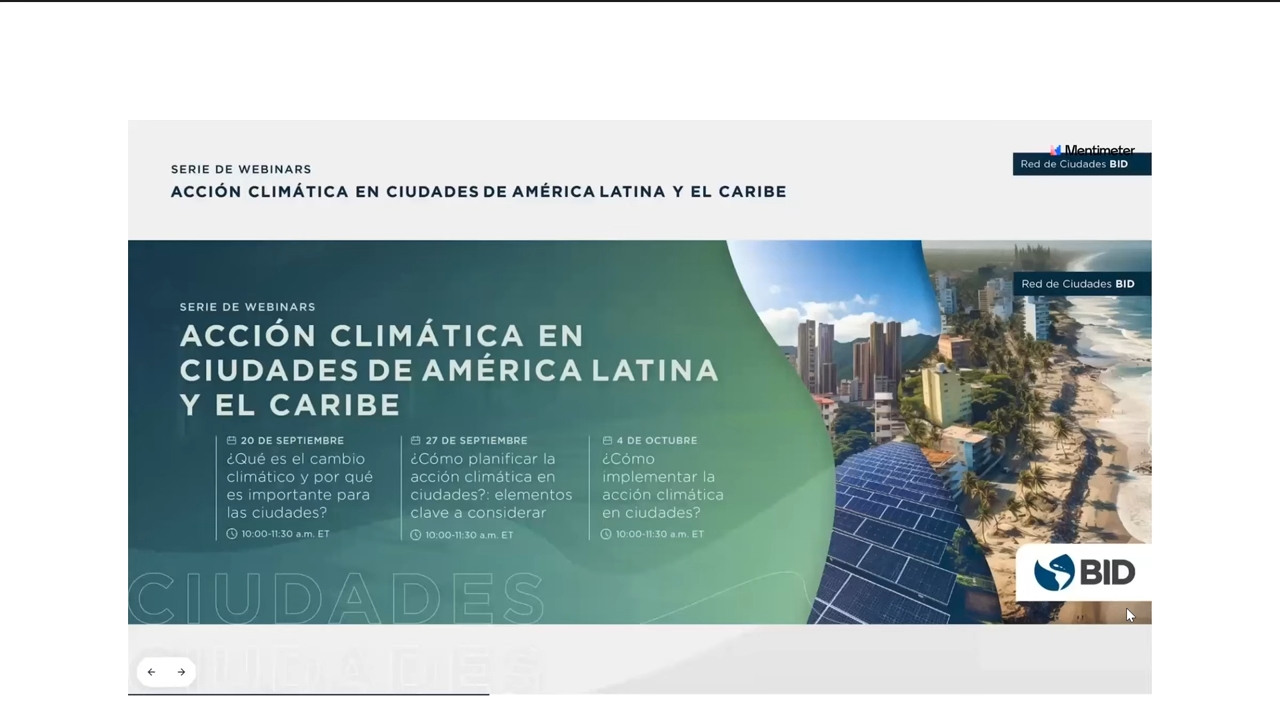 SERIE DE WEBINARS
ACCIÓN CLIMÁTICA EN CIUDADES DE AMÉRICA LATINA Y EL CARIBE
Mentimeter
Red de Ciudades BID
Red de Ciudades BID
SERIE DE WEBINARS
ACCIÓN CLIMÁTICA EN
CIUDADES DE AMÉRICA LATINA
Y EL CARIBE
20 DE SEPTIEMBRE
¿Qué es el cambio
climático y por qué
es importante para
las ciudades?
10:00-11:30 a.m. ET
27 DE SEPTIEMBRE
¿Cómo planificar la
acción climática en
ciudades?: elementos
clave a considerar
10:00-11:30 a.m. ET
4 DE OCTUBRE
¿Cómo
implementar la
acción climática
en ciudades?
10:00-11:30 a.m. ET
BID
CIUDADES
CIUDADES